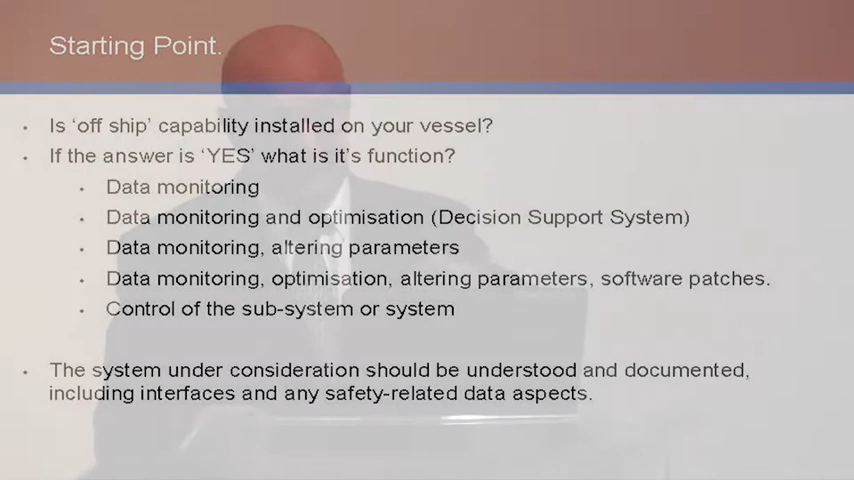 Starting Point.
• Is ‘off ship’ capability installed on your vessel?
• If the answer is ‘YES’ what is it’s function?
• Data monitoring
• Data monitoring and optimisation (Decision Support System)
• Data monitoring, altering parameters
• Data monitoring, optimisation, altering parameters, software patches.
• Control of the sub-system or system
• The system under consideration should be understood and documented,
including interfaces and any safety-related data aspects.